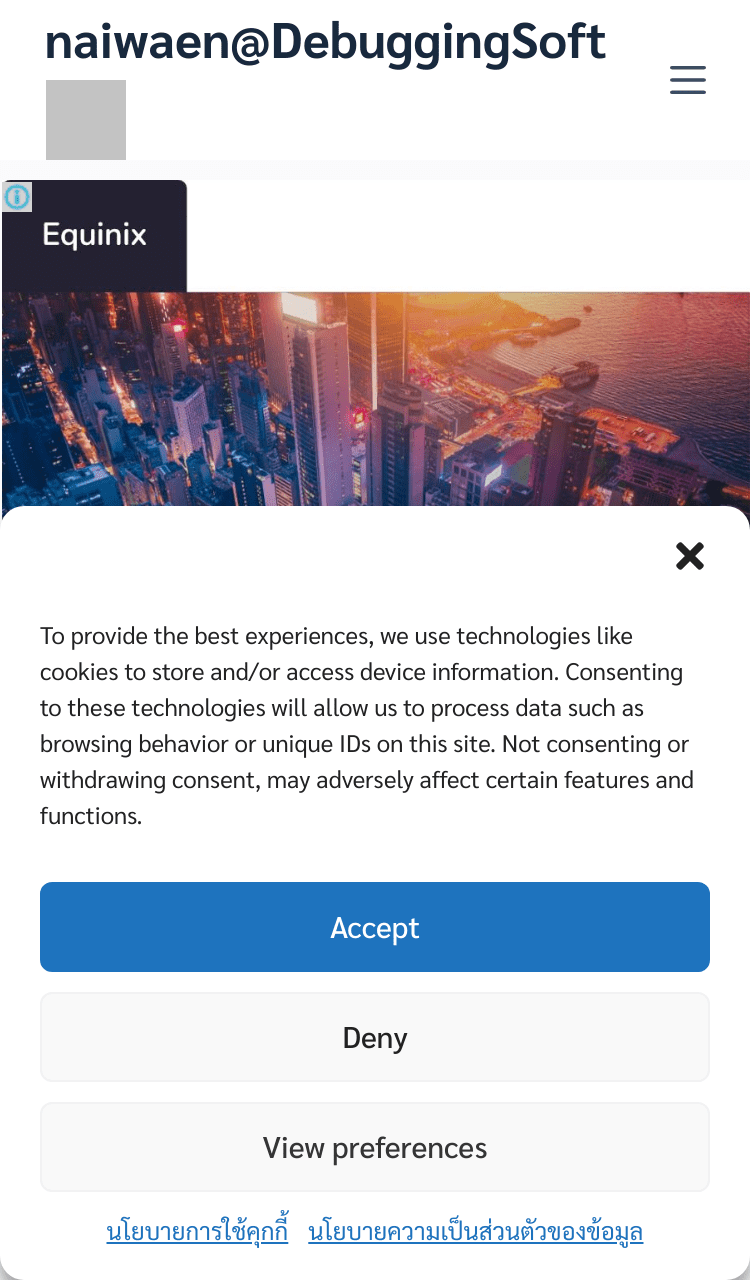 naiwaen@DebuggingSoft
Equinix
To provide the best experiences, we use technologies like
cookies to store and/or access device information. Consenting
to these technologies will allow us to process data such as
browsing behavior or unique IDs on this site. Not consenting or
withdrawing consent, may adversely affect certain features and
functions.
Accept
Deny
View preferences
นโยบายการใช้คุกกี้ นโยบายความเป็นส่วนตัวของข้อมูล